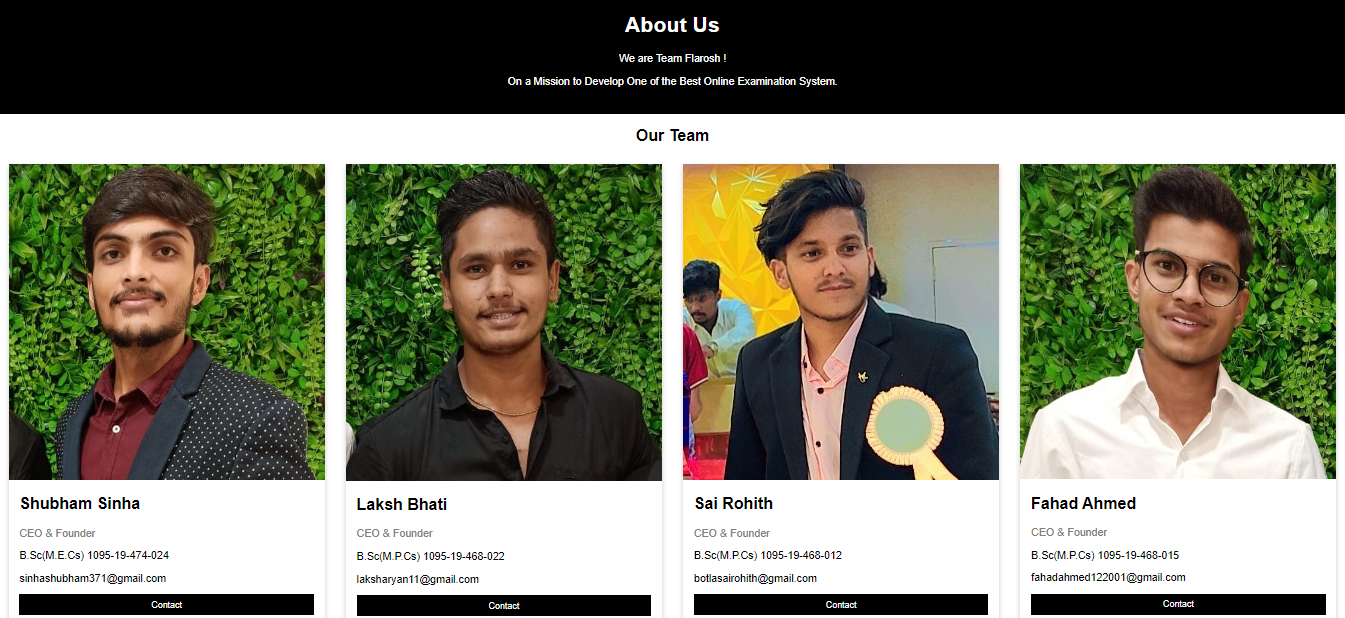 About Us
We are Team Flarosh !
On a Mission to Develop One of the Best Online Examination System.
Our Team
Shubham Sinha
CEO & Founder
B.Sc(M.E.Cs) 1095-19-474-024
sinhashubham371@gmail.com
Contact
Laksh Bhati
CEO & Founder
B.Sc(M.P.Cs) 1095-19-468-022
laksharyan11@gmail.com
Contact
Sai Rohith
CEO & Founder
B.Sc(M.P.Cs) 1095-19-468-012
botlasairohith@gmail.com
Contact
Fahad Ahmed
CEO & Founder
B.Sc(M.P.Cs) 1095-19-468-015
fahadahmed122001@gmail.com
Contact